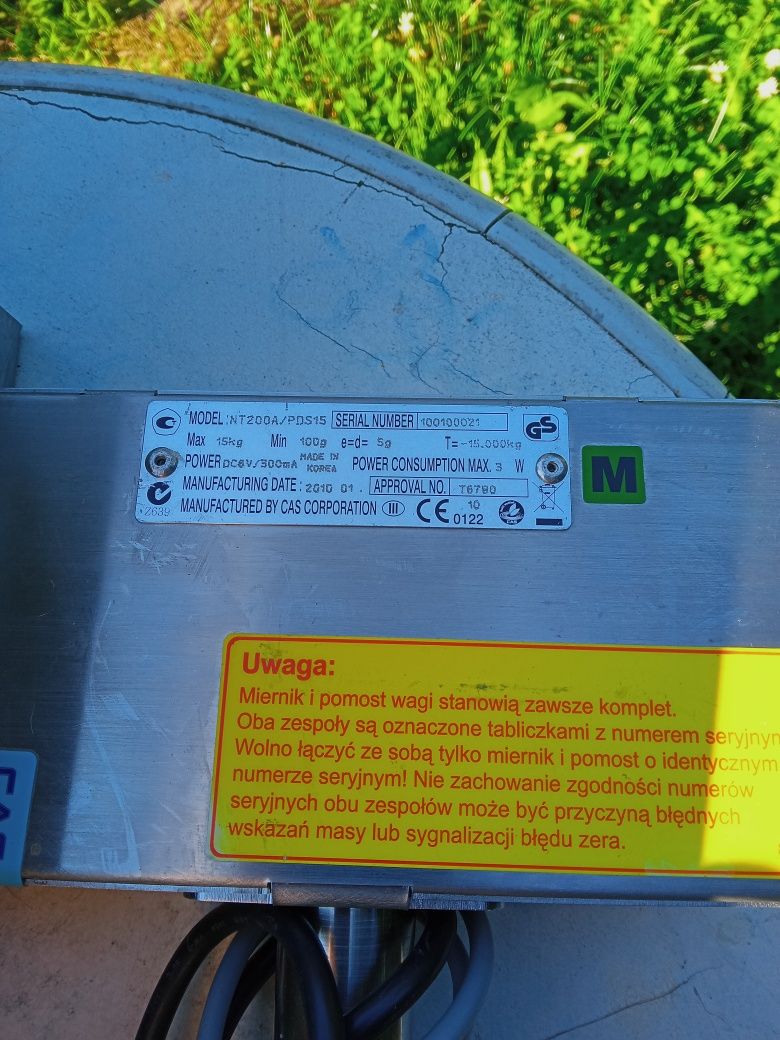 MODEL : NT200A/PDS15 SERIAL NUMBER 100100021
Max 15kg Min 100g e=d= 5g T= -15.000kg
POWER DC6V/300mA MADE IN KOREA POWER CONSUMPTION MAX. 3 W
MANUFACTURING DATE : 2010 01 . APPROVAL NO. T6790
MANUFACTURED BY CAS CORPORATION III CE 10 0122 CAS
Z639
GS
M
Uwaga:
Miernik i pomost wagi stanowią zawsze komplet.
Oba zespoły są oznaczone tabliczkami z numerem seryjnym
Wolno łączyć ze sobą tylko miernik i pomost o identycznym
numerze seryjnym! Nie zachowanie zgodności numerów
seryjnych obu zespołów może być przyczyną błędnych
wskazań masy lub sygnalizacji błędu zera.